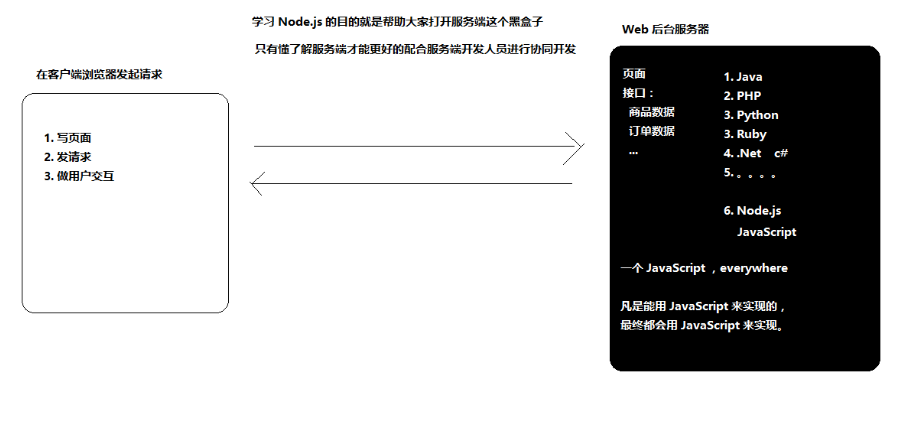 学习 Node.js 的目的就是帮助大家打开服务端这个黑盒子
只有懂了解服务端才能更好的配合服务端开发人员进行协同开发
在客户端浏览器发起请求
1. 写页面
2. 发请求
3. 做用户交互
Web 后台服务器
页面
接口：
商品数据
订单数据
...
1. Java
2. PHP
3. Python
3. Ruby
4. .Net c#
5. 。。。。
6. Node.js
JavaScript
一个 JavaScript ，everywhere
凡是能用 JavaScript 来实现的，
最终都会用 JavaScript 来实现。